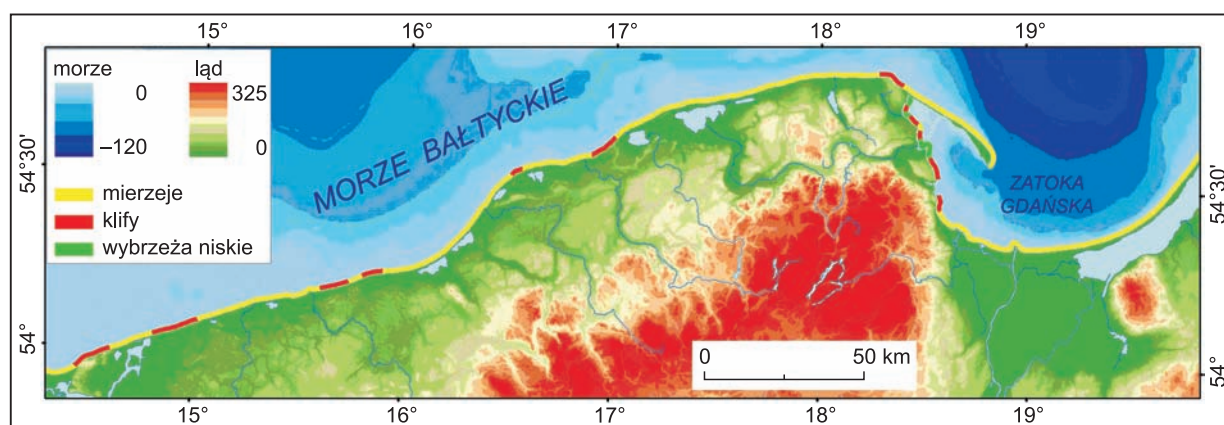 15° 16° 17° 18° 19°
morze ląd
0 325
–120 0
mierzeje
klify
wybrzeża niskie
MORZE BAŁTYCKIE
ZATOKA
GDAŃSKA
54°30'
54°30'
54°
54°
0 50 km
15° 16° 17° 18° 19°